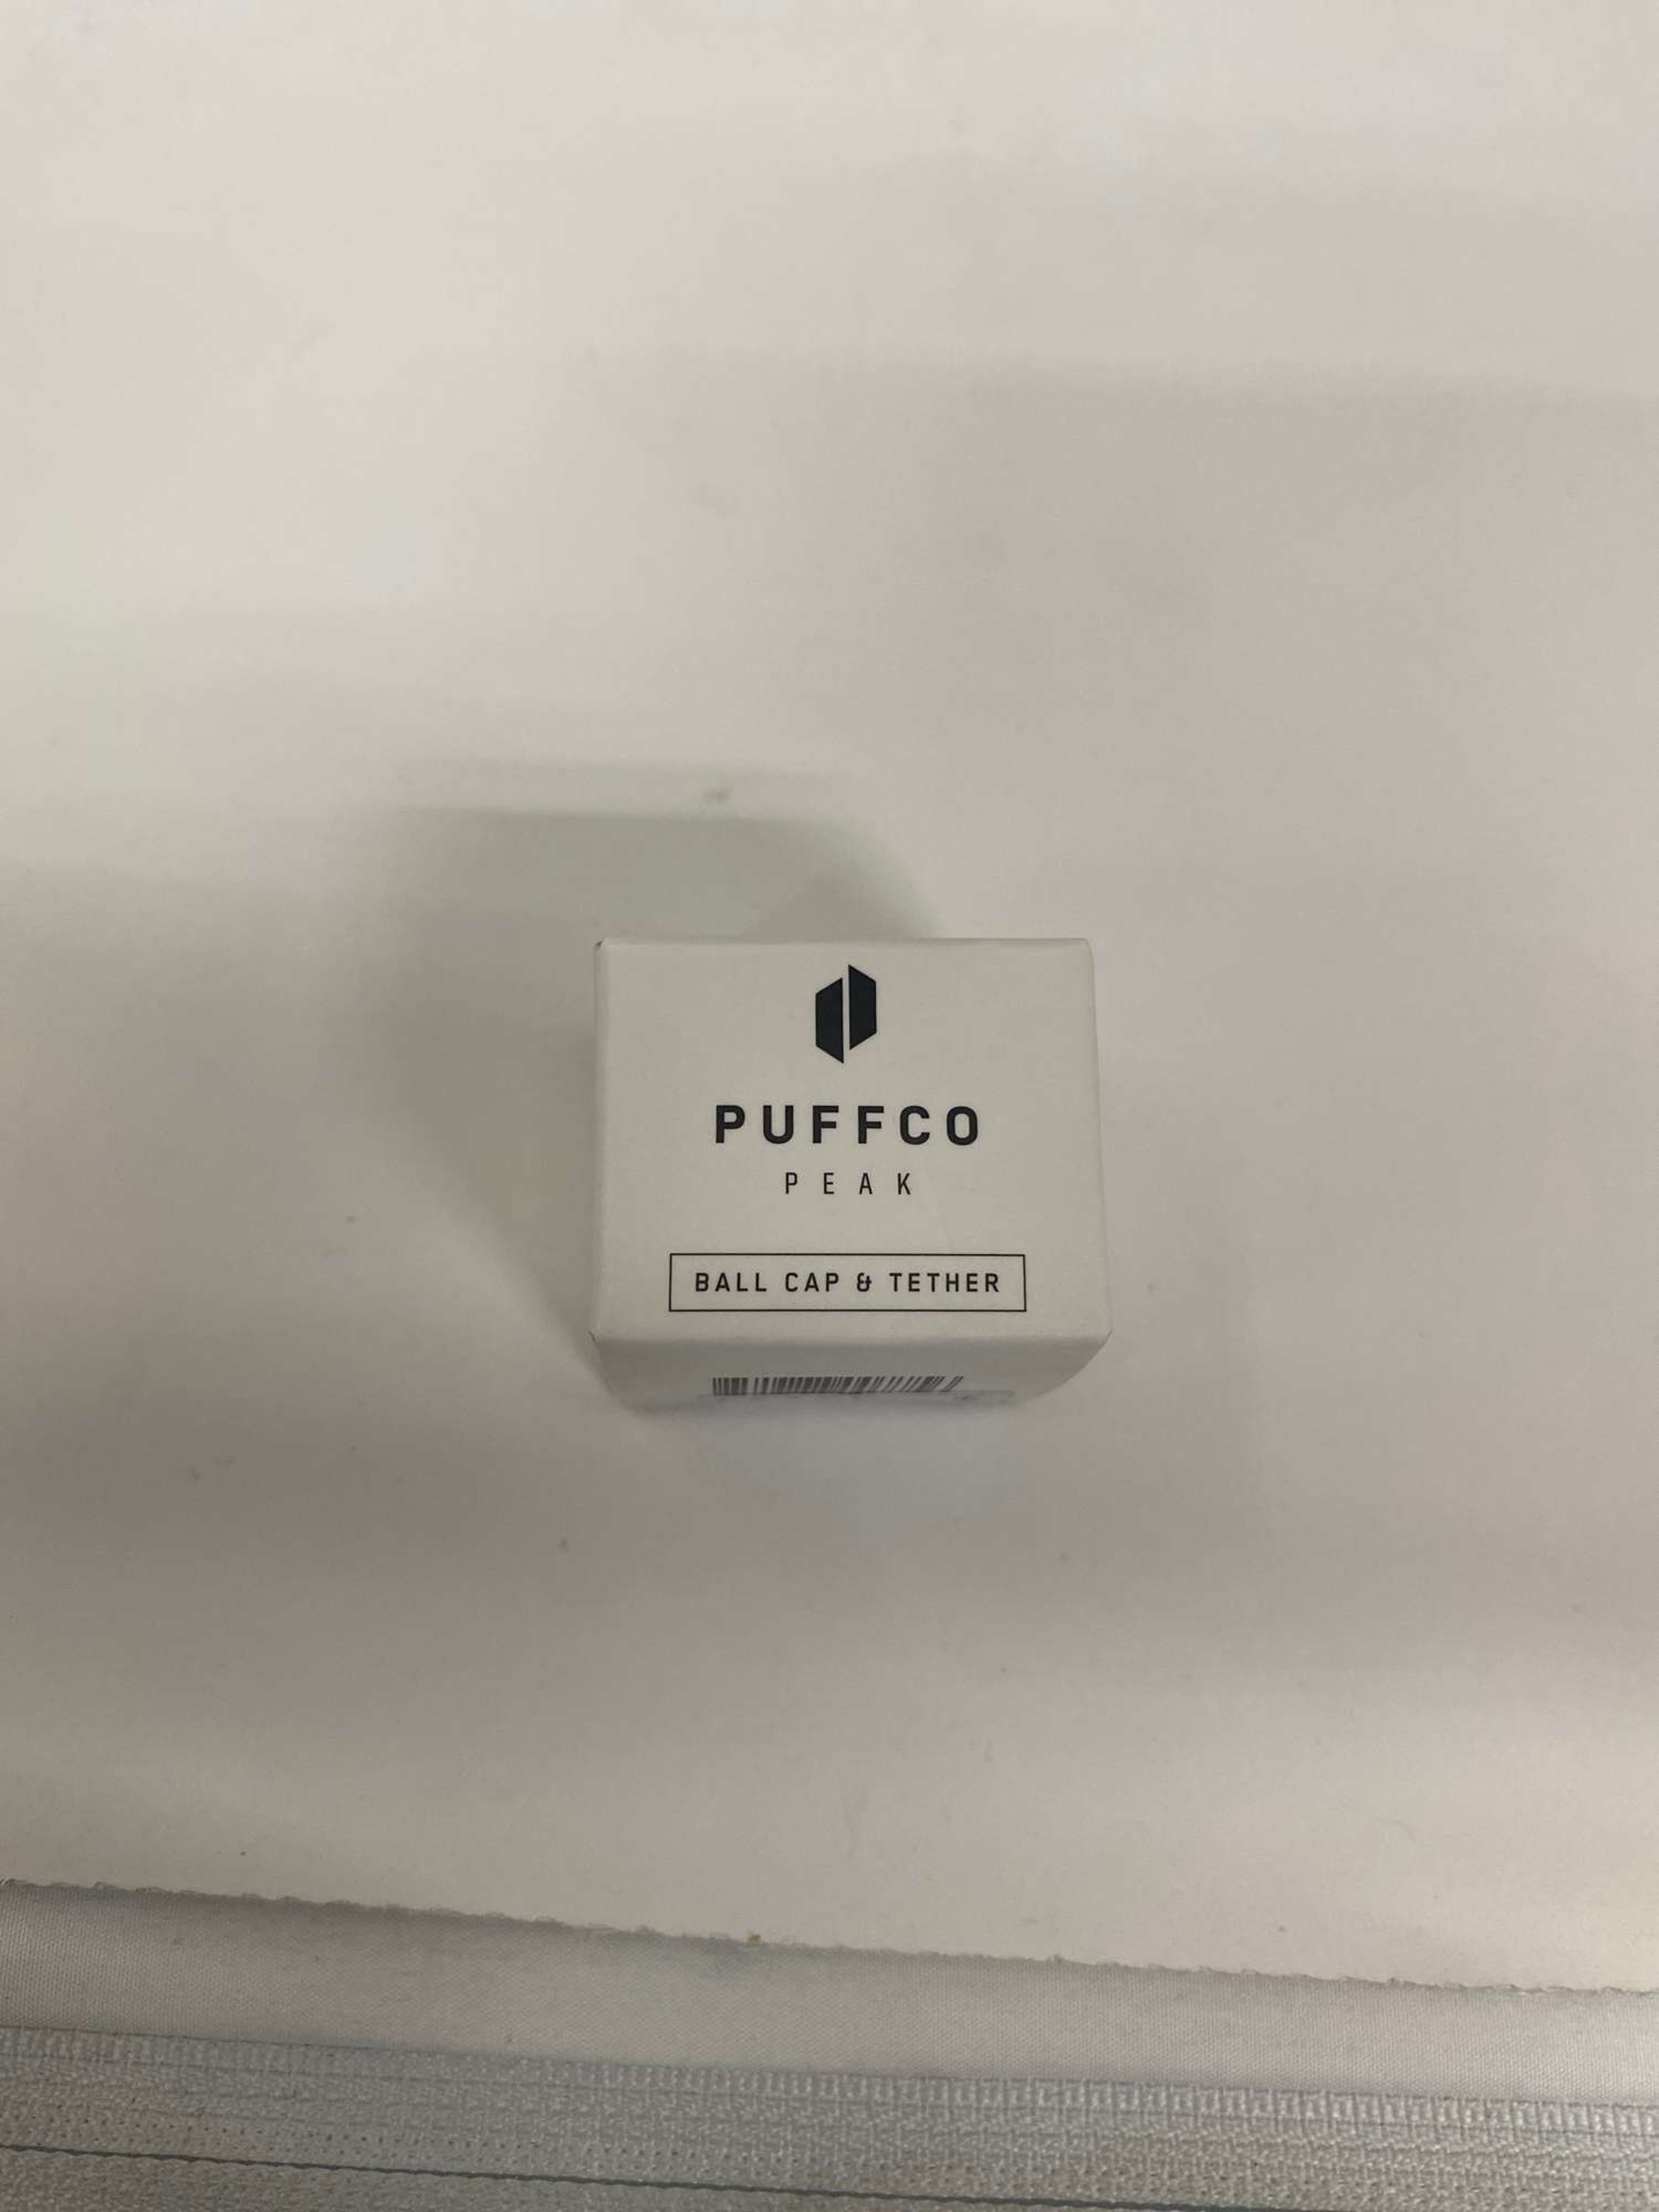 PUFFCO
PEAK
BALL CAP & TETHER